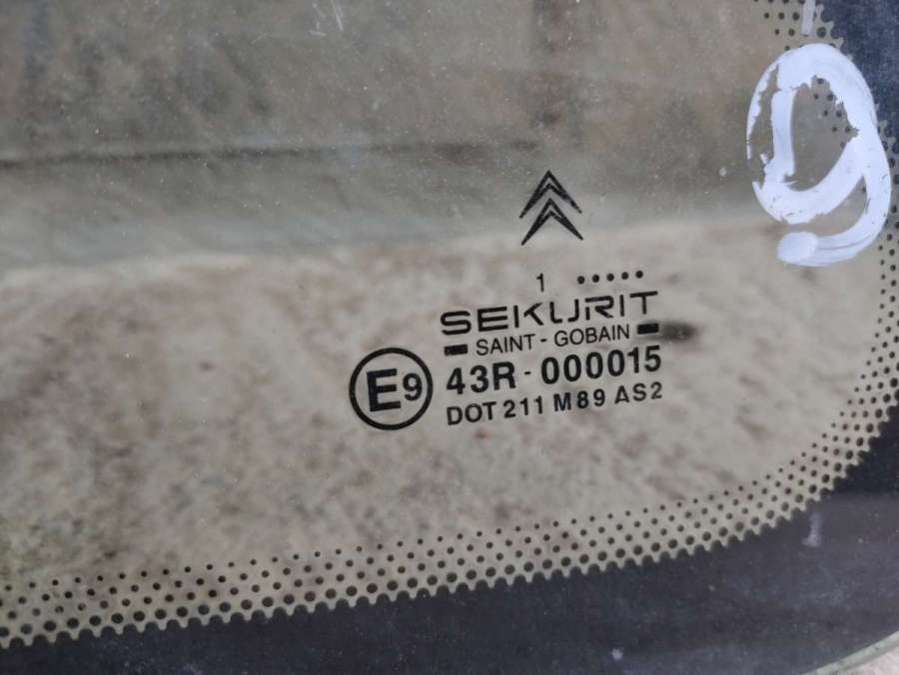 9
1 .....
SEKURIT
SAINT - GOBAIN
E9
43R - 000015
DOT 211 M89 AS2